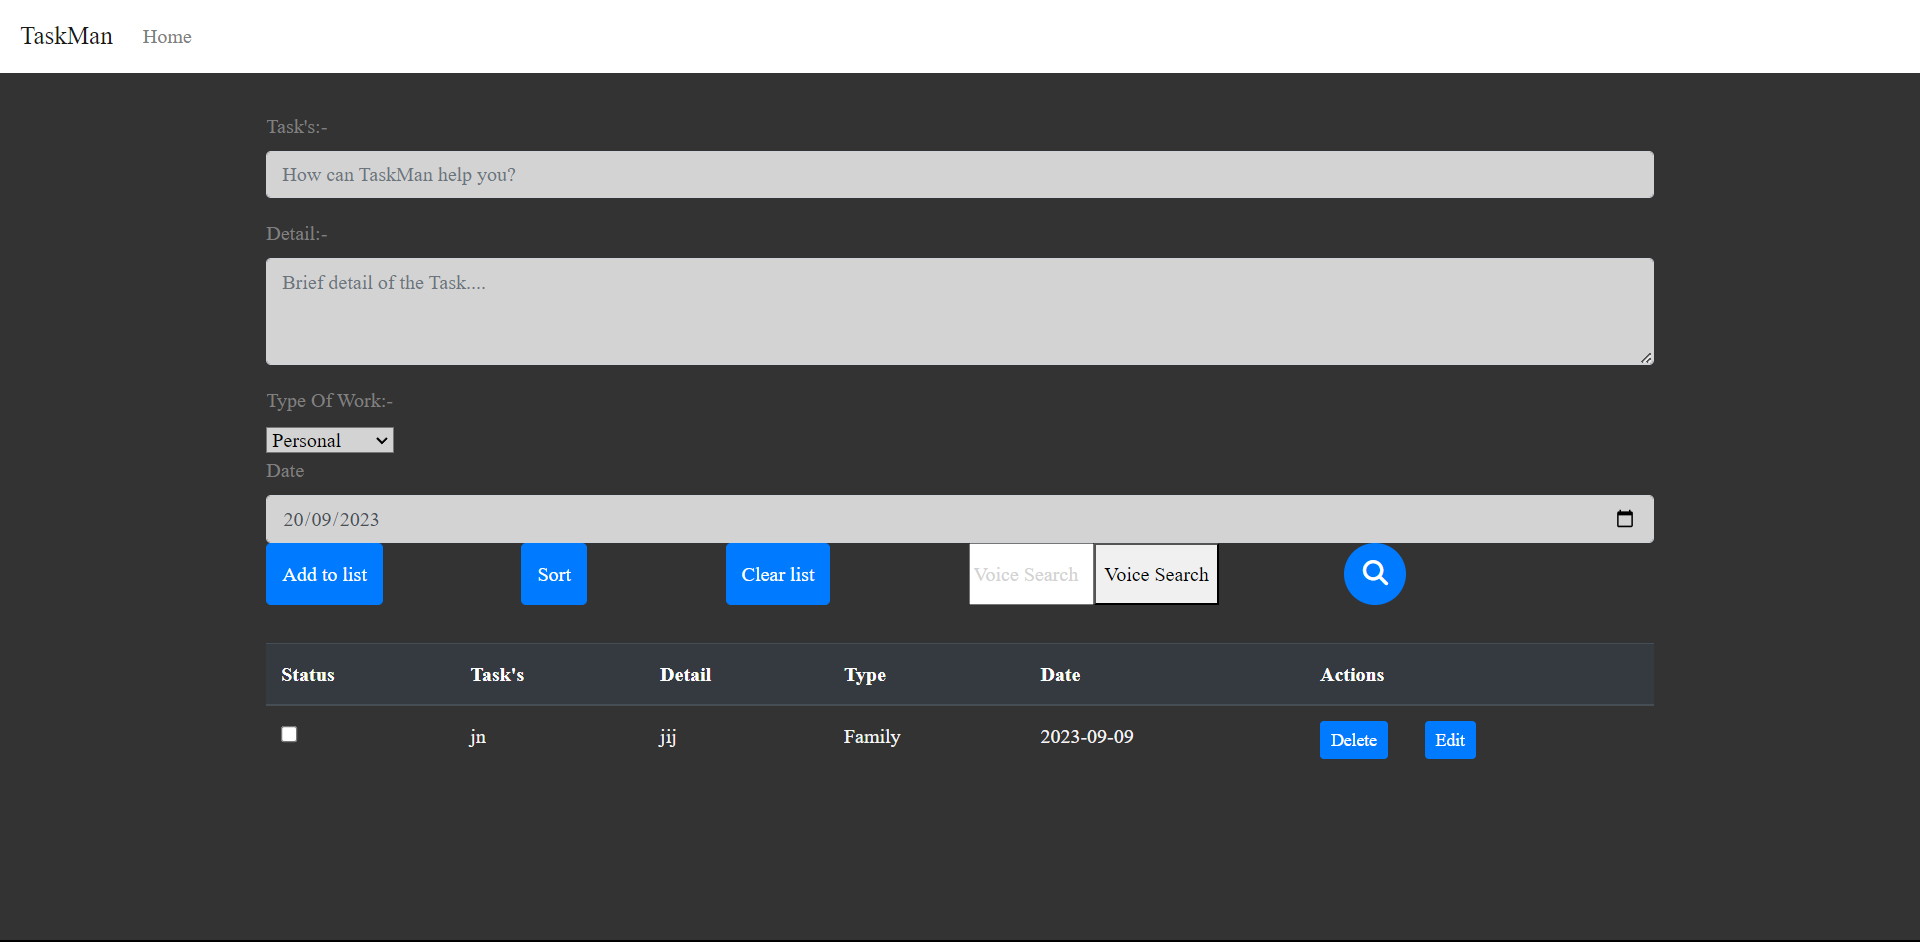 TaskMan Home
Task's:-
How can TaskMan help you?
Detail:-
Brief detail of the Task....
Type Of Work:-
Personal
Date
20/09/2023
Add to list Sort Clear list Voice Search Voice Search
Status Task's Detail Type Date Actions
jn jij Family 2023-09-09 Delete Edit